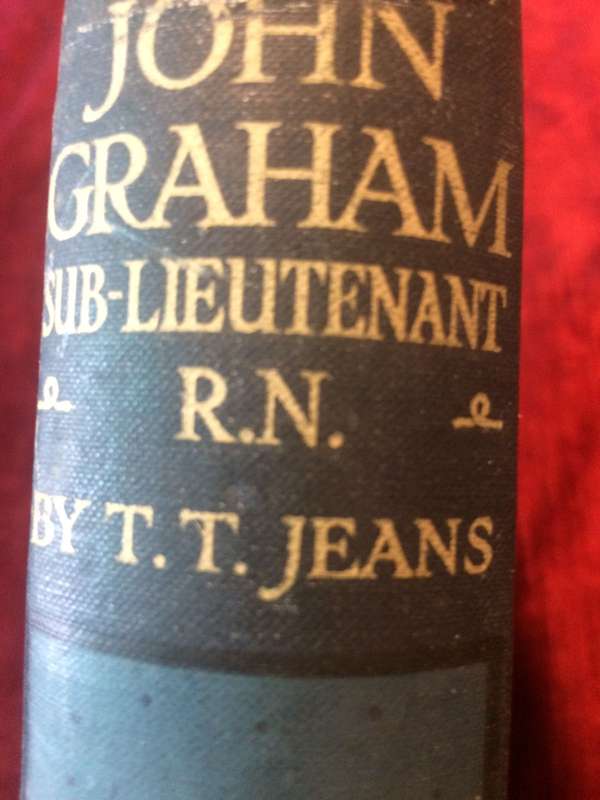 JOHN
GRAHAM
SUB-LIEUTENANT
R.N.
BY T. T. JEANS